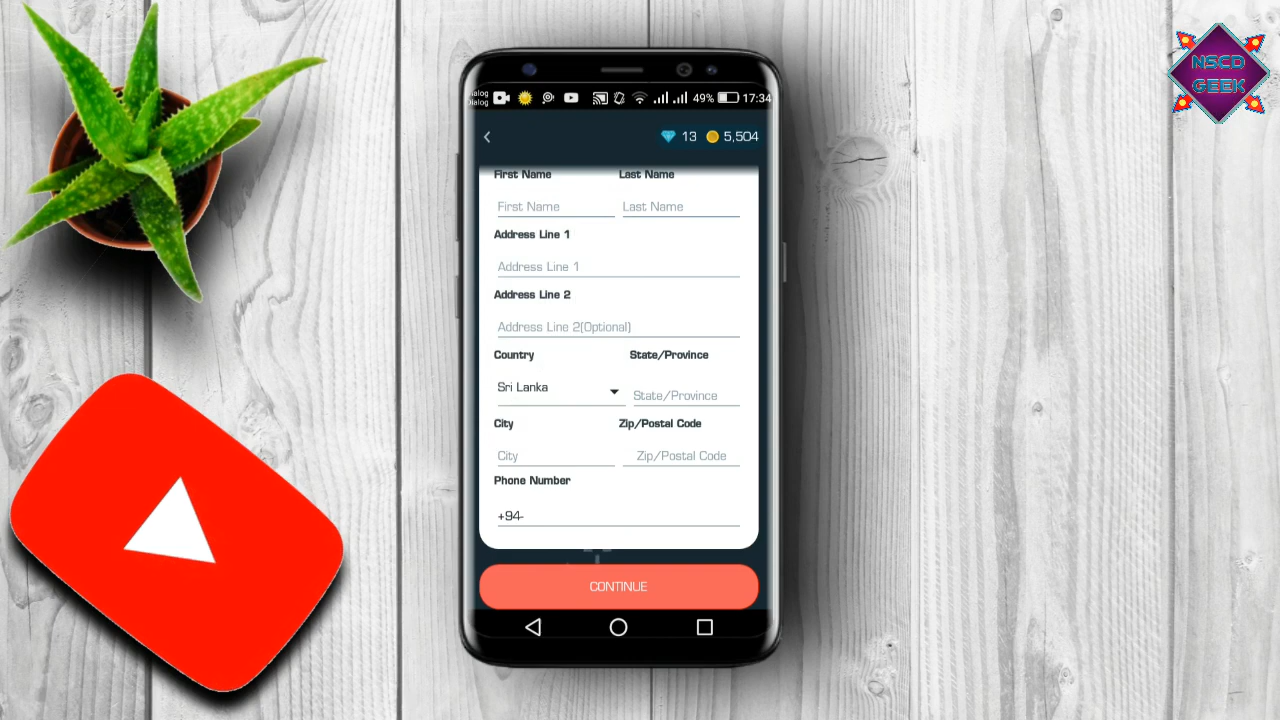 NSCD
GEEK
alog
Dialog
49%
17:34
13
5,504
First Name
Last Name
First Name
Last Name
Address Line 1
Address Line 1
Address Line 2
Address Line 2(Optional)
Country
State/Province
Sri Lanka
State/Province
City
Zip/Postal Code
City
Zip/Postal Code
Phone Number
+94-
CONTINUE